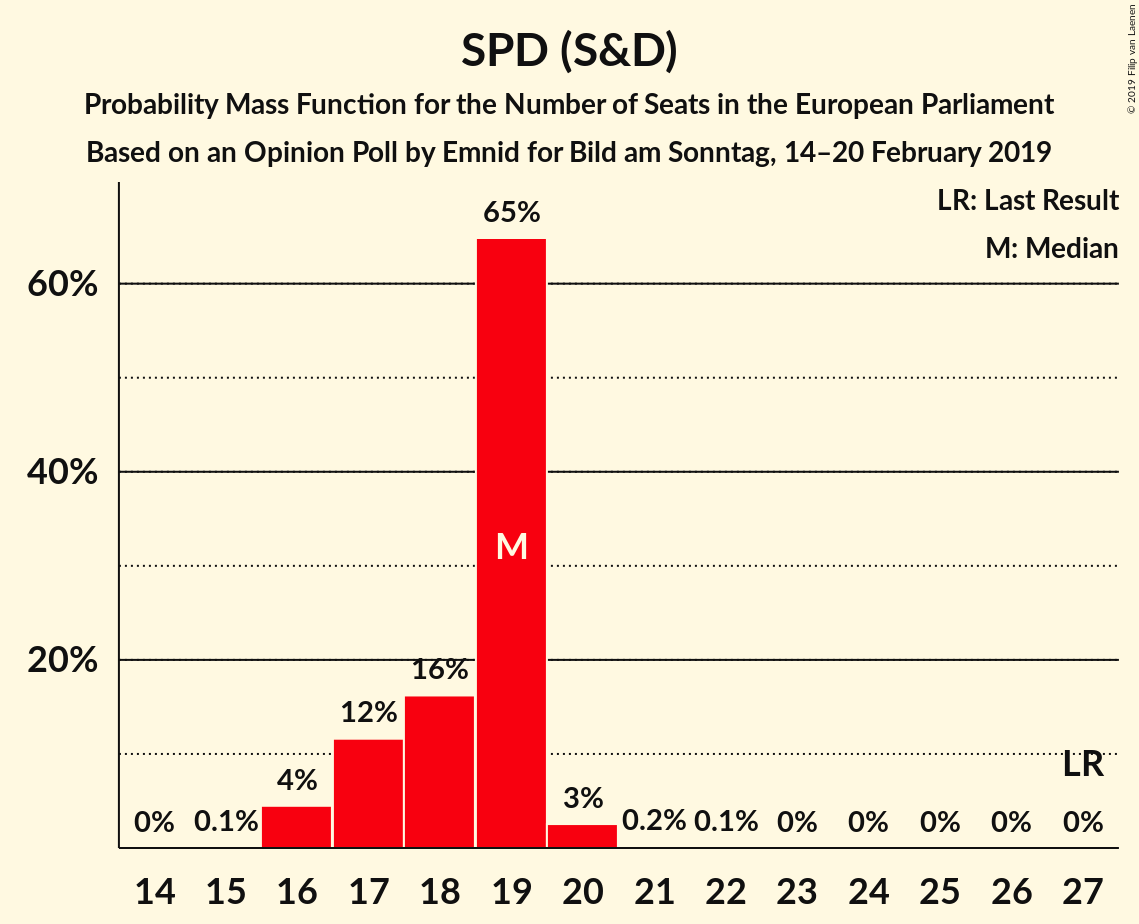 SPD (S&D)
Probability Mass Function for the Number of Seats in the European Parliament
Based on an Opinion Poll by Emnid for Bild am Sonntag, 14–20 February 2019
© 2019 Filip van Laenen
LR: Last Result
M: Median
60%
40%
20%
0%
0.1%
4%
12%
16%
65%
M
3%
0.2%
0.1%
0%
0%
0%
0%
LR
0%
14 15 16 17 18 19 20 21 22 23 24 25 26 27